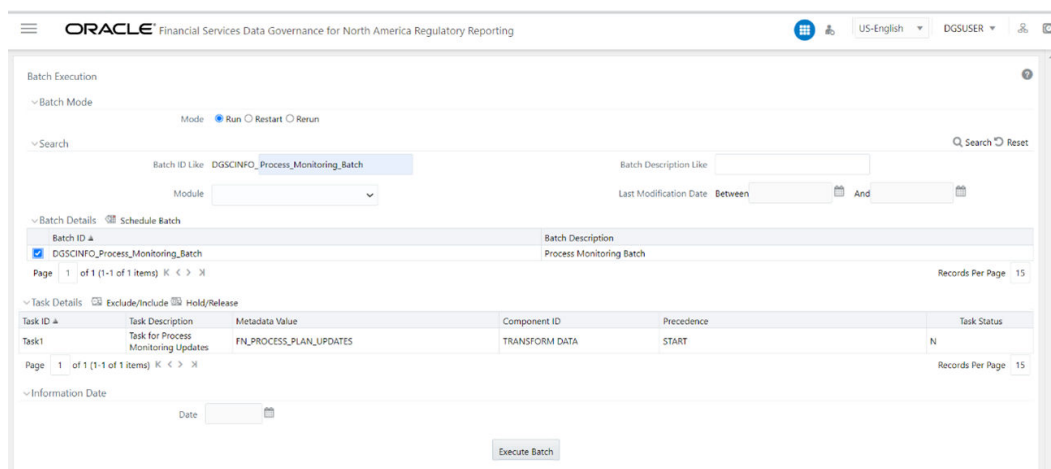 ORACLE Financial Services Data Governance for North America Regulatory Reporting US-English DGSUSER
Batch Execution
Batch Mode
Mode Run Restart Rerun
Search Search Reset
Batch ID Like DGSCINFO_Process_Monitoring_Batch Batch Description Like
Module Last Modification Date Between And
Batch Details Schedule Batch
Batch ID Batch Description
DGSCINFO_Process_Monitoring_Batch Process Monitoring Batch
Page 1 of 1 (1-1 of 1 items) Records Per Page 15
Task Details Exclude/Include Hold/Release
Task ID Task Description Metadata Value Component ID Precedence Task Status
Task1 Task for Process Monitoring Updates FN_PROCESS_PLAN_UPDATES TRANSFORM DATA START N
Page 1 of 1 (1-1 of 1 items) Records Per Page 15
Information Date
Date
Execute Batch